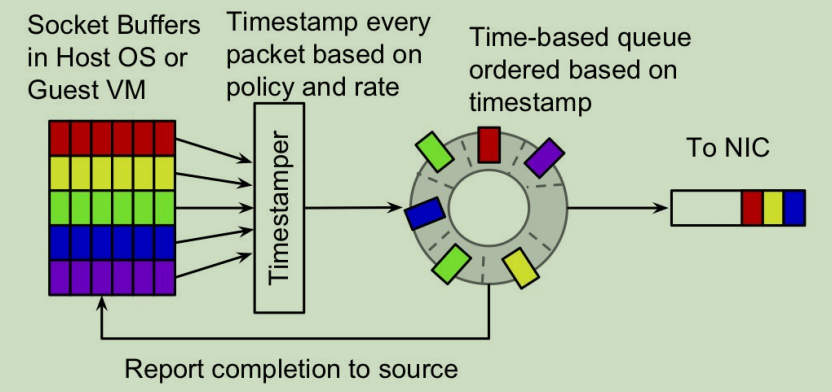 Socket Buffers
in Host OS or
Guest VM
Timestamp every
packet based on
policy and rate
Time-based queue
ordered based on
timestamp
To NIC
Timestamper
Report completion to source